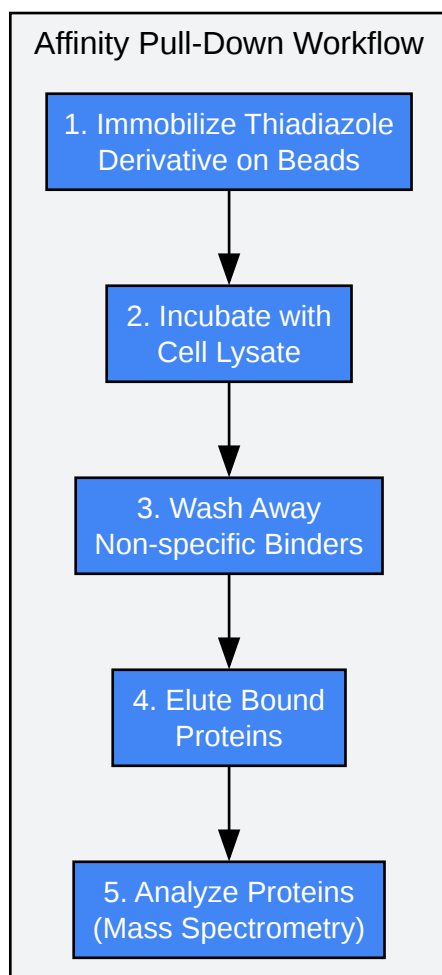 Affinity Pull-Down Workflow
1. Immobilize Thiadiazole
Derivative on Beads
2. Incubate with
Cell Lysate
3. Wash Away
Non-specific Binders
4. Elute Bound
Proteins
5. Analyze Proteins
(Mass Spectrometry)